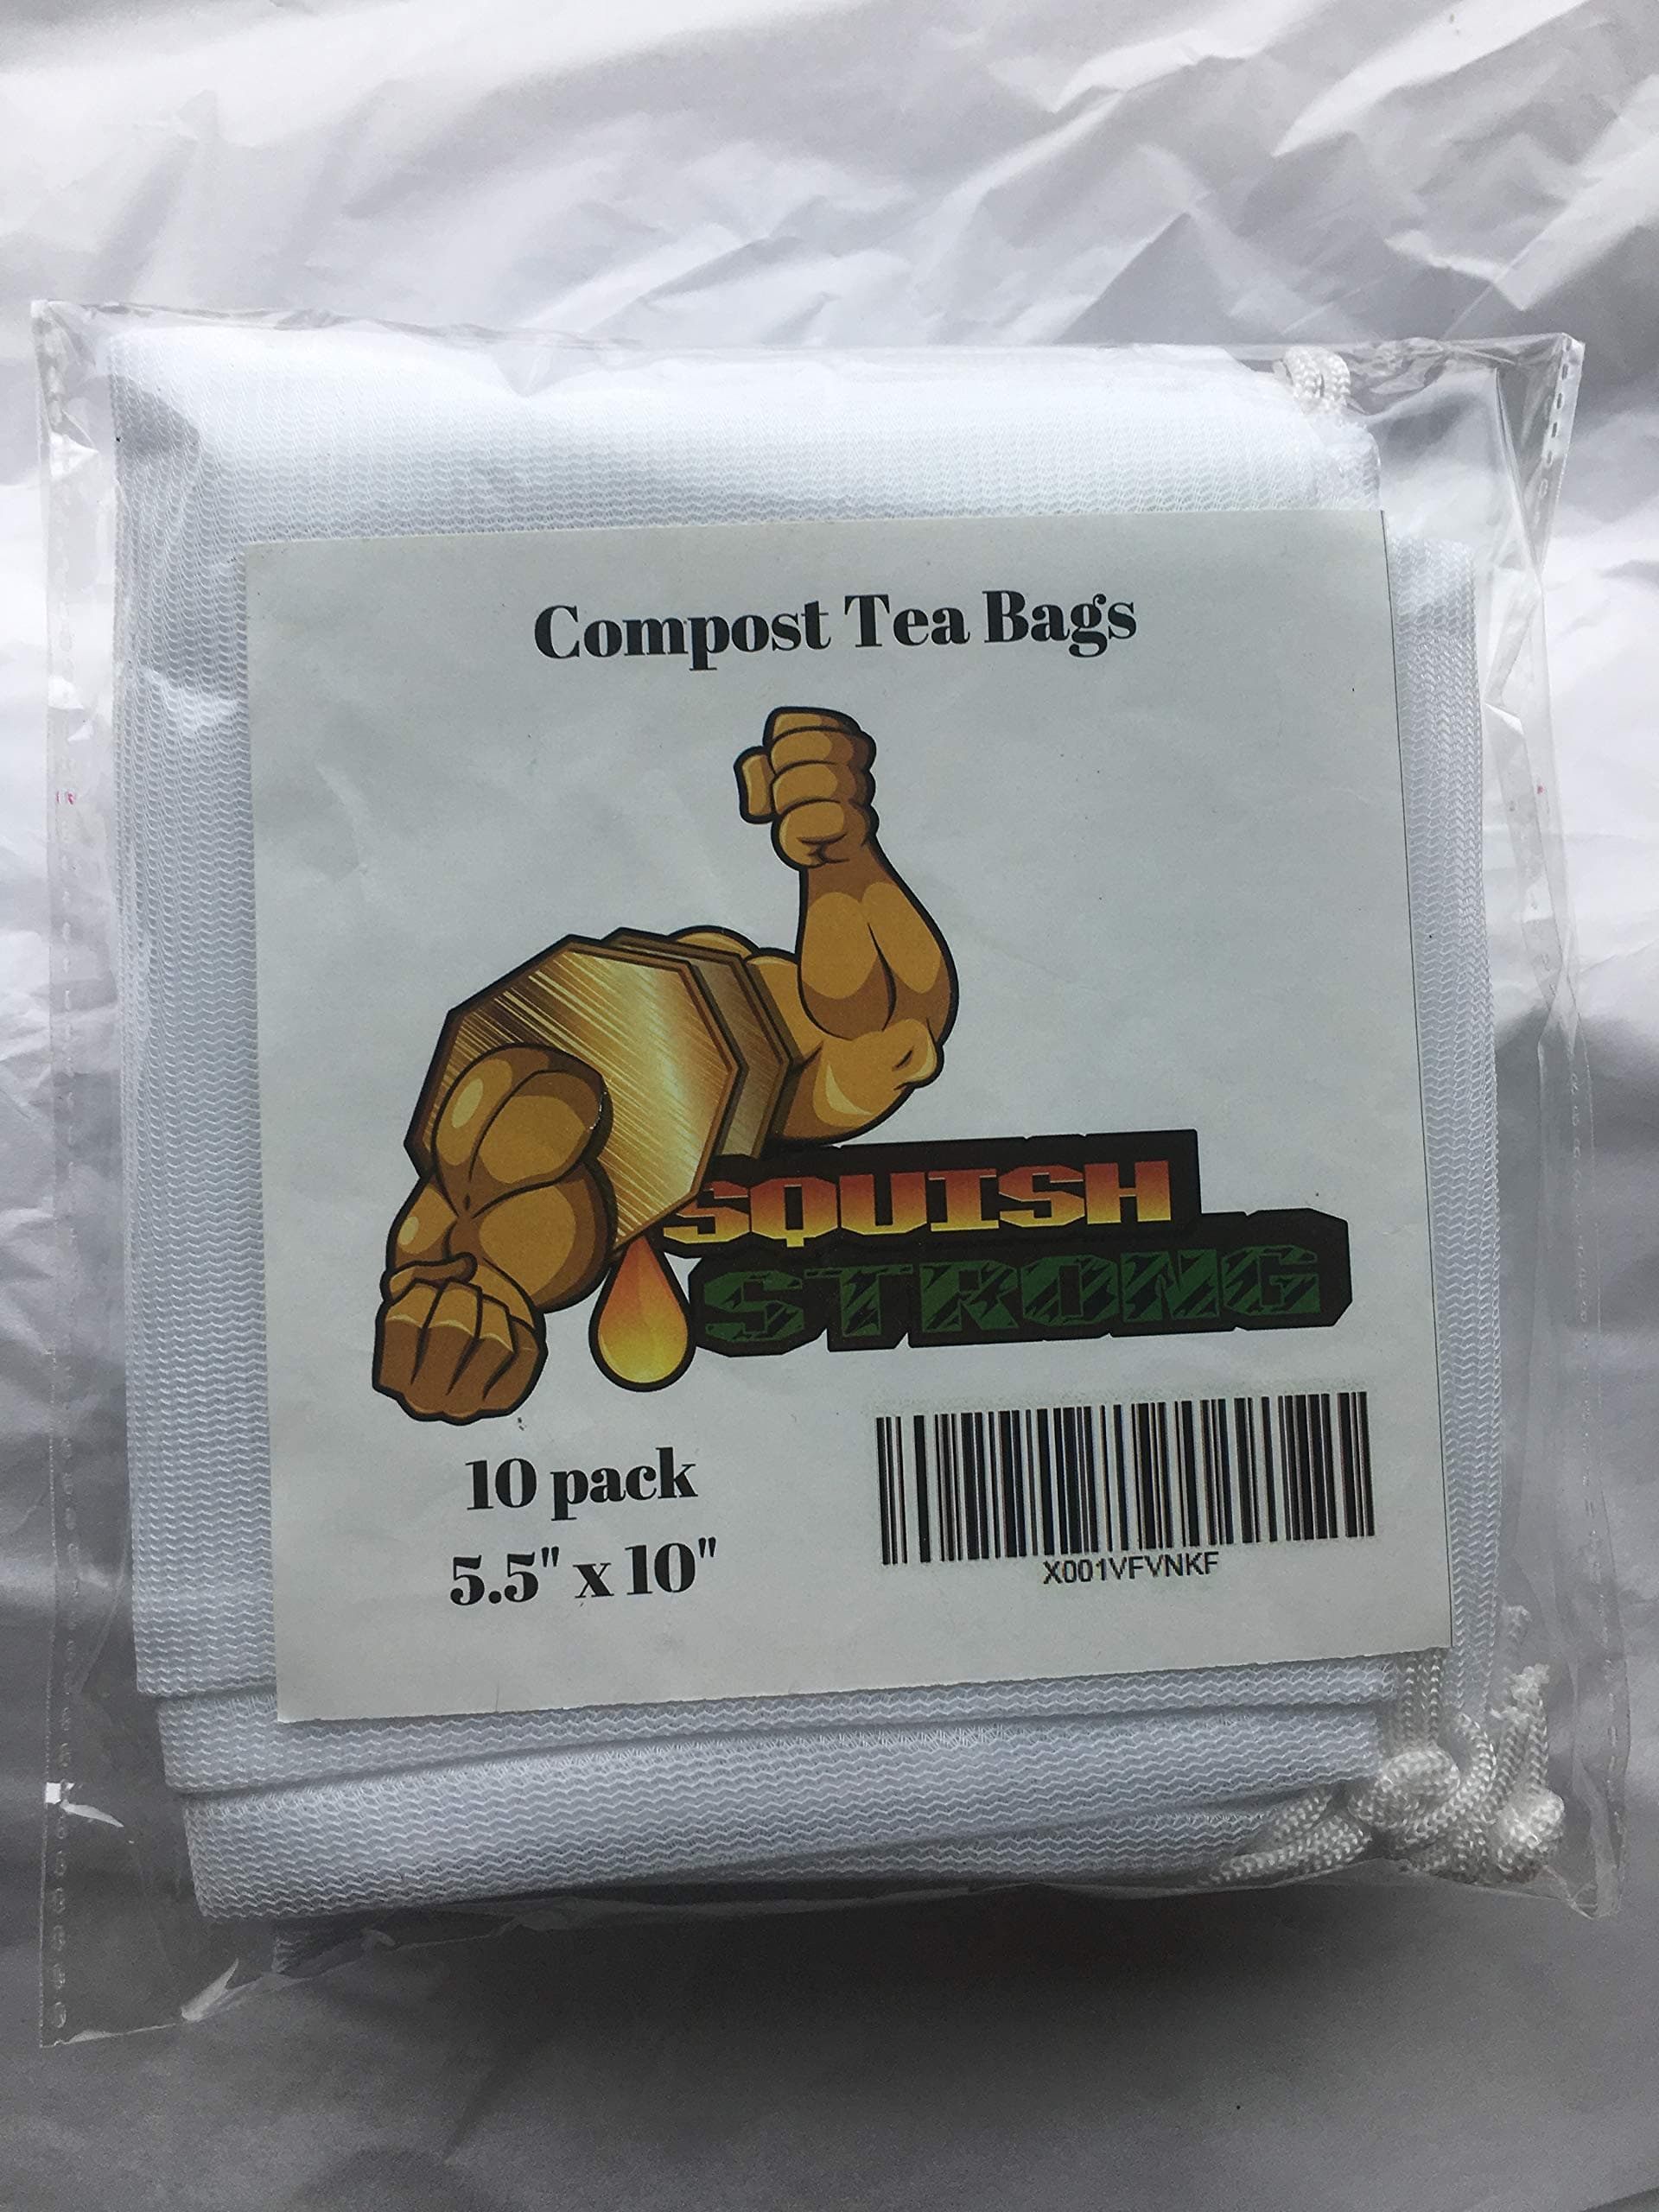 Compost Tea Bags
SQUISH
STRONG
10 pack
5.5" x 10"
X001VFVNKF